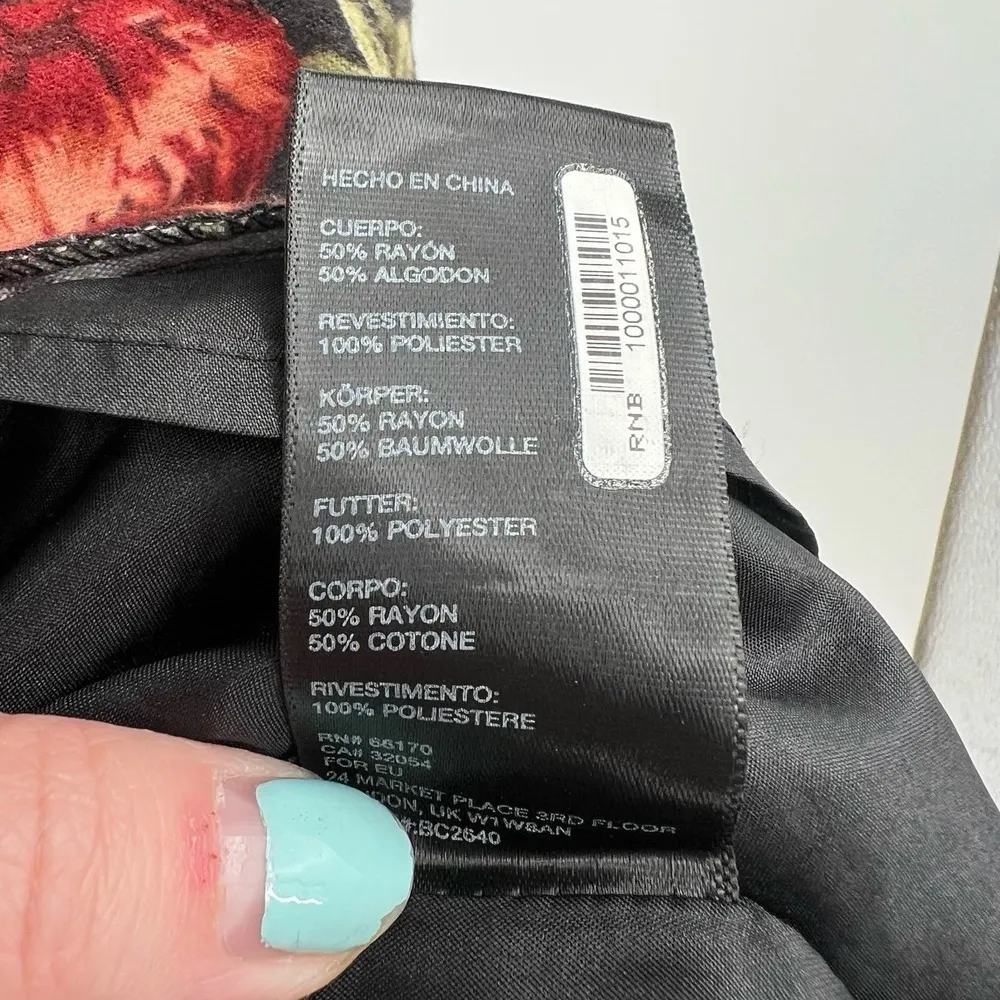 HECHO EN CHINA
CUERPO:
50% RAYÓN
50% ALGODON
REVESTIMIENTO:
100% POLIESTER
KÖRPER:
50% RAYON
50% BAUMWOLLE
FUTTER:
100% POLYESTER
CORPO:
50% RAYON
50% COTONE
RIVESTIMENTO:
100% POLIESTERE
RN# 66170
CA# 32054
FOR EU
24 MARKET PLACE 3RD FLOOR
UK W1W8AN
#:BC2640
RNB 1000011015